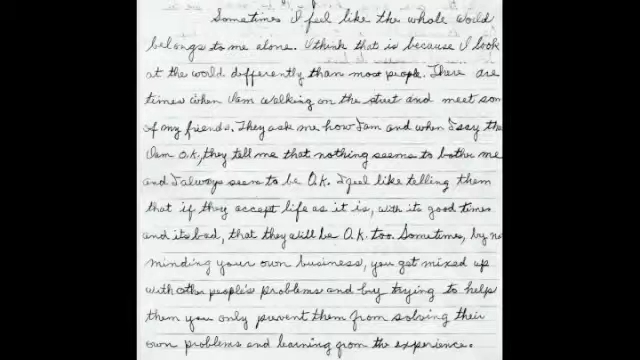 Sometimes I feel like the whole world
belongs to me alone. I think that is because I look
at the world differently than most people. There are
times when I am walking on the street and meet som
of my friends. They ask me how I am and when I say tha
I am O.K., they tell me that nothing seems to bother me
and I always seem to be O.K. I feel like telling them
that if they accept life as it is, with its good times
and its bad, that they will be O.K. too. Sometimes, by no
minding your own business, you get mixed up
with other people's problems and by trying to help
them you only prevent them from solving their
own problems and learning from the experience.